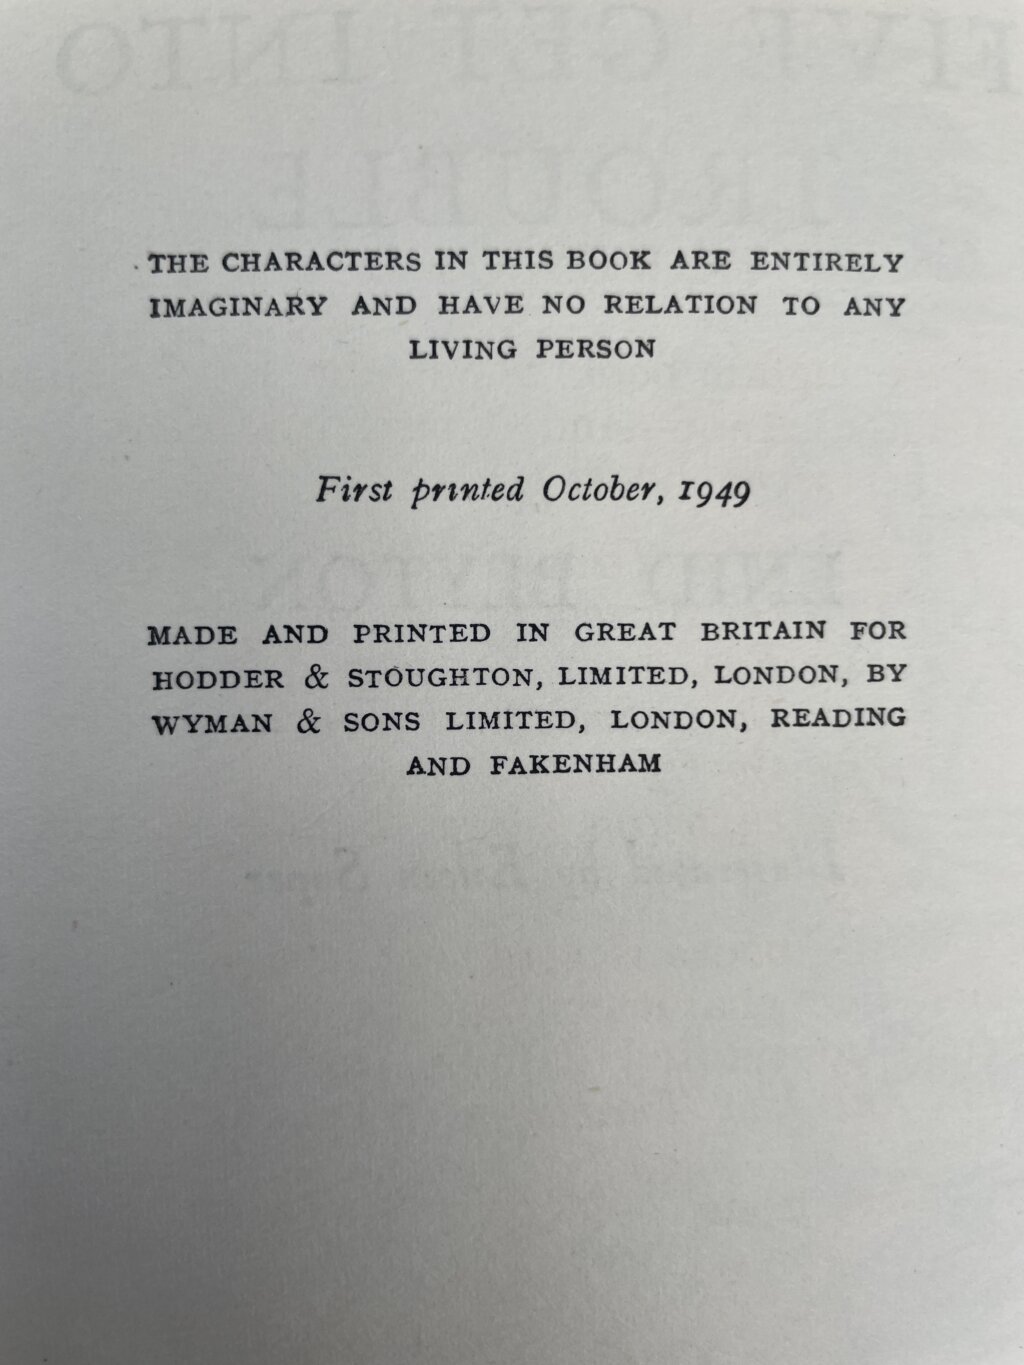 THE CHARACTERS IN THIS BOOK ARE ENTIRELY
IMAGINARY AND HAVE NO RELATION TO ANY
LIVING PERSON
First printed October, 1949
MADE AND PRINTED IN GREAT BRITAIN FOR
HODDER & STOUGHTON, LIMITED, LONDON, BY
WYMAN & SONS LIMITED, LONDON, READING
AND FAKENHAM